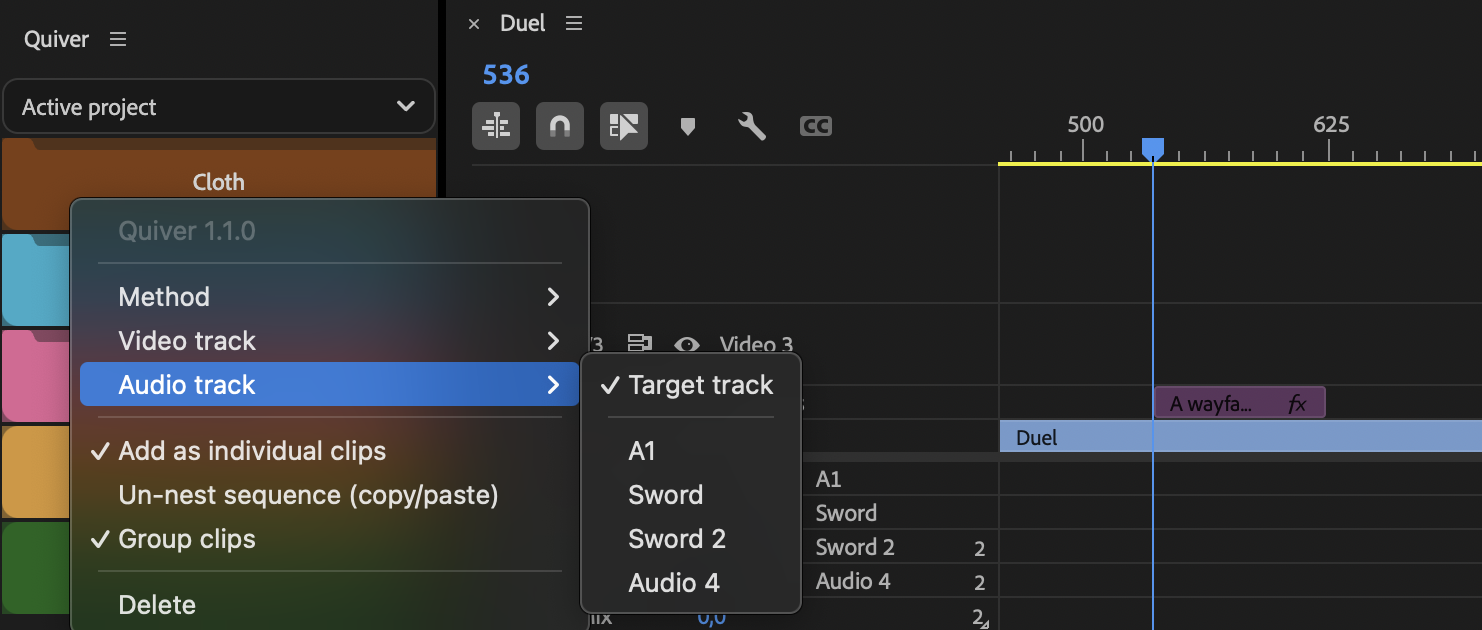 Quiver
Active project
Cloth
Quiver 1.1.0
Method
Video track
Audio track
Add as individual clips
Un-nest sequence (copy/paste)
Group clips
Delete
Target track
A1
Sword
Sword 2
Audio 4
Duel
536
CC
500
625
Video 3
A wayfa... fx
Duel
A1
Sword
Sword 2 2
Audio 4 2
0,0 2